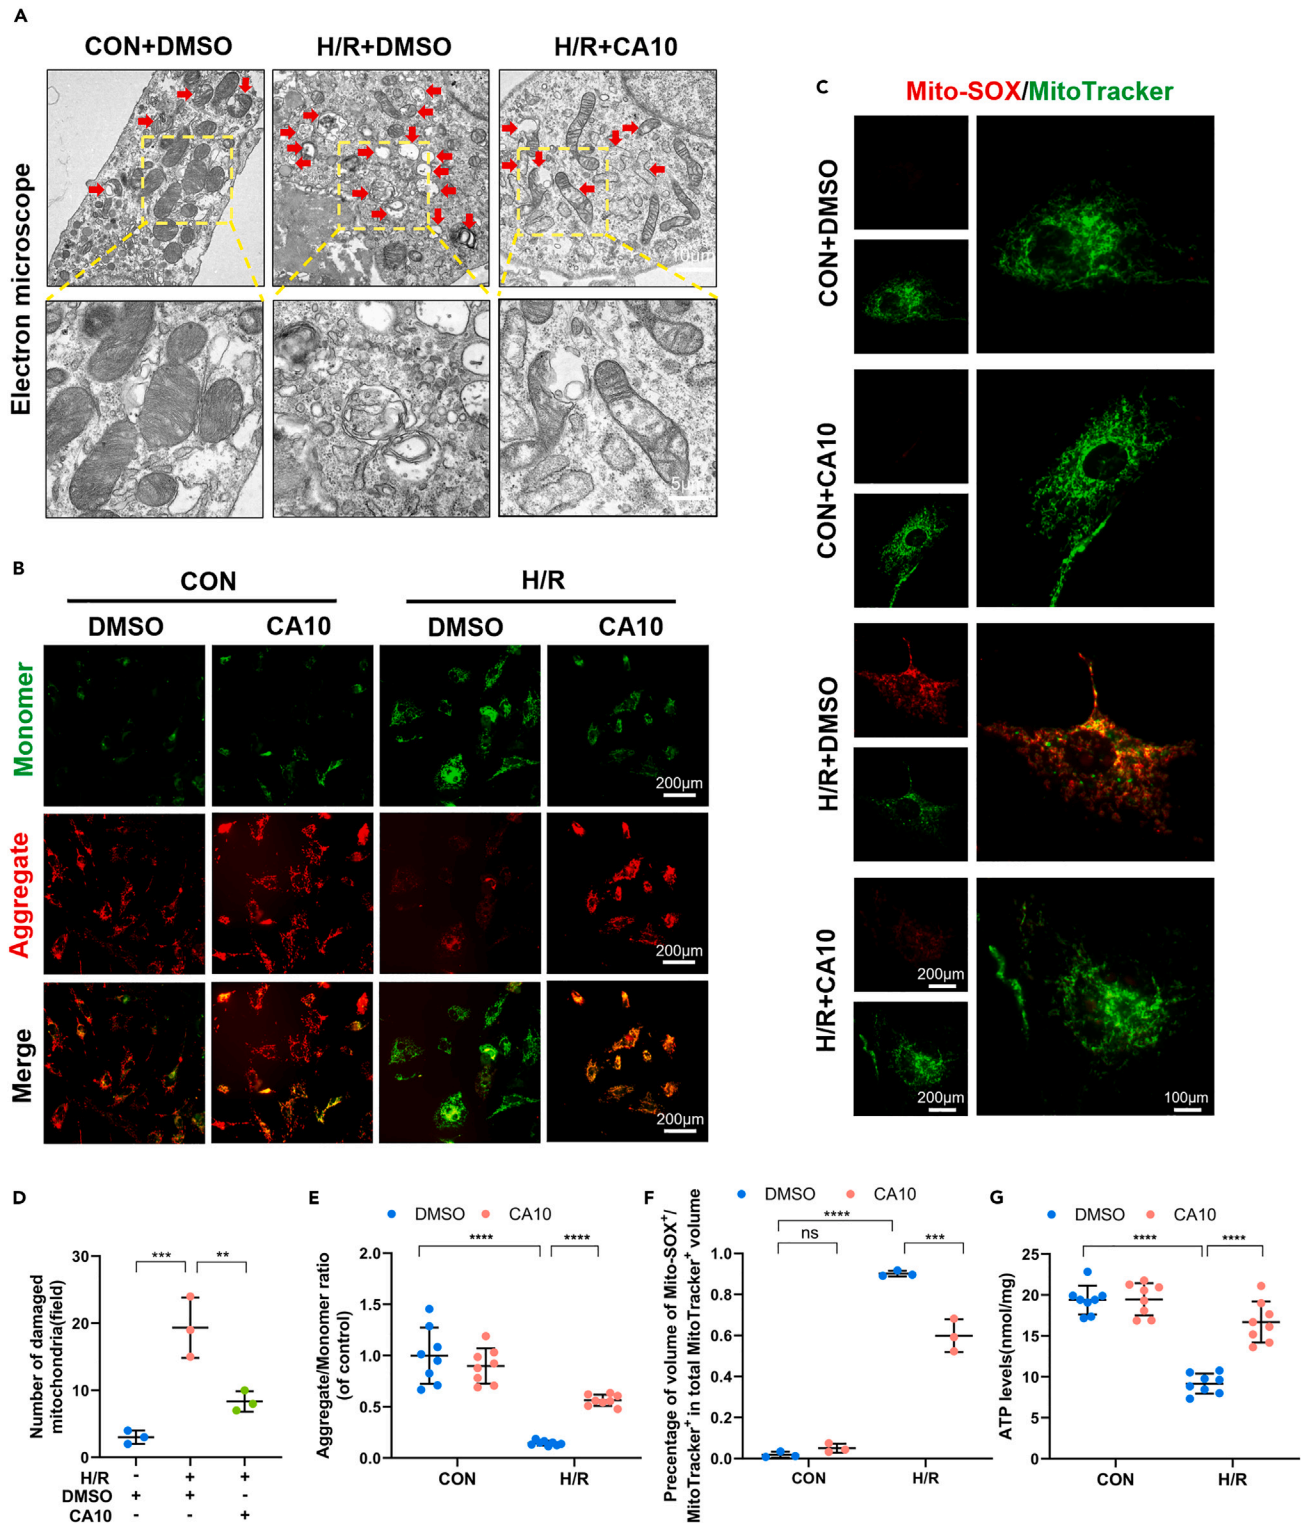 A
CON+DMSO
H/R+DMSO
H/R+CA10
Electron microscope
10μm
5μm
B
CON
H/R
DMSO
CA10
DMSO
CA10
Monomer
200μm
Aggregate
200μm
Merge
200μm
C
Mito-SOX/MitoTracker
CON+DMSO
CON+CA10
H/R+DMSO
H/R+CA10
200μm
200μm
100μm
D
Number of damaged
mitochondria(field)
30
20
10
0
***
**
H/R - + +
DMSO + + -
CA10 - - +
E
DMSO
CA10
Aggregate/Monomer ratio
(of control)
2.0
1.5
1.0
0.5
0.0
****
****
CON
H/R
F
DMSO
CA10
Precentage of volume of Mito-SOX⁺/
MitoTracker⁺ in total MitoTracker⁺ volume
1.0
0.8
0.6
0.4
0.2
0.0
****
ns
***
CON
H/R
G
DMSO
CA10
ATP levels(nmol/mg)
25
20
15
10
5
0
****
****
CON
H/R